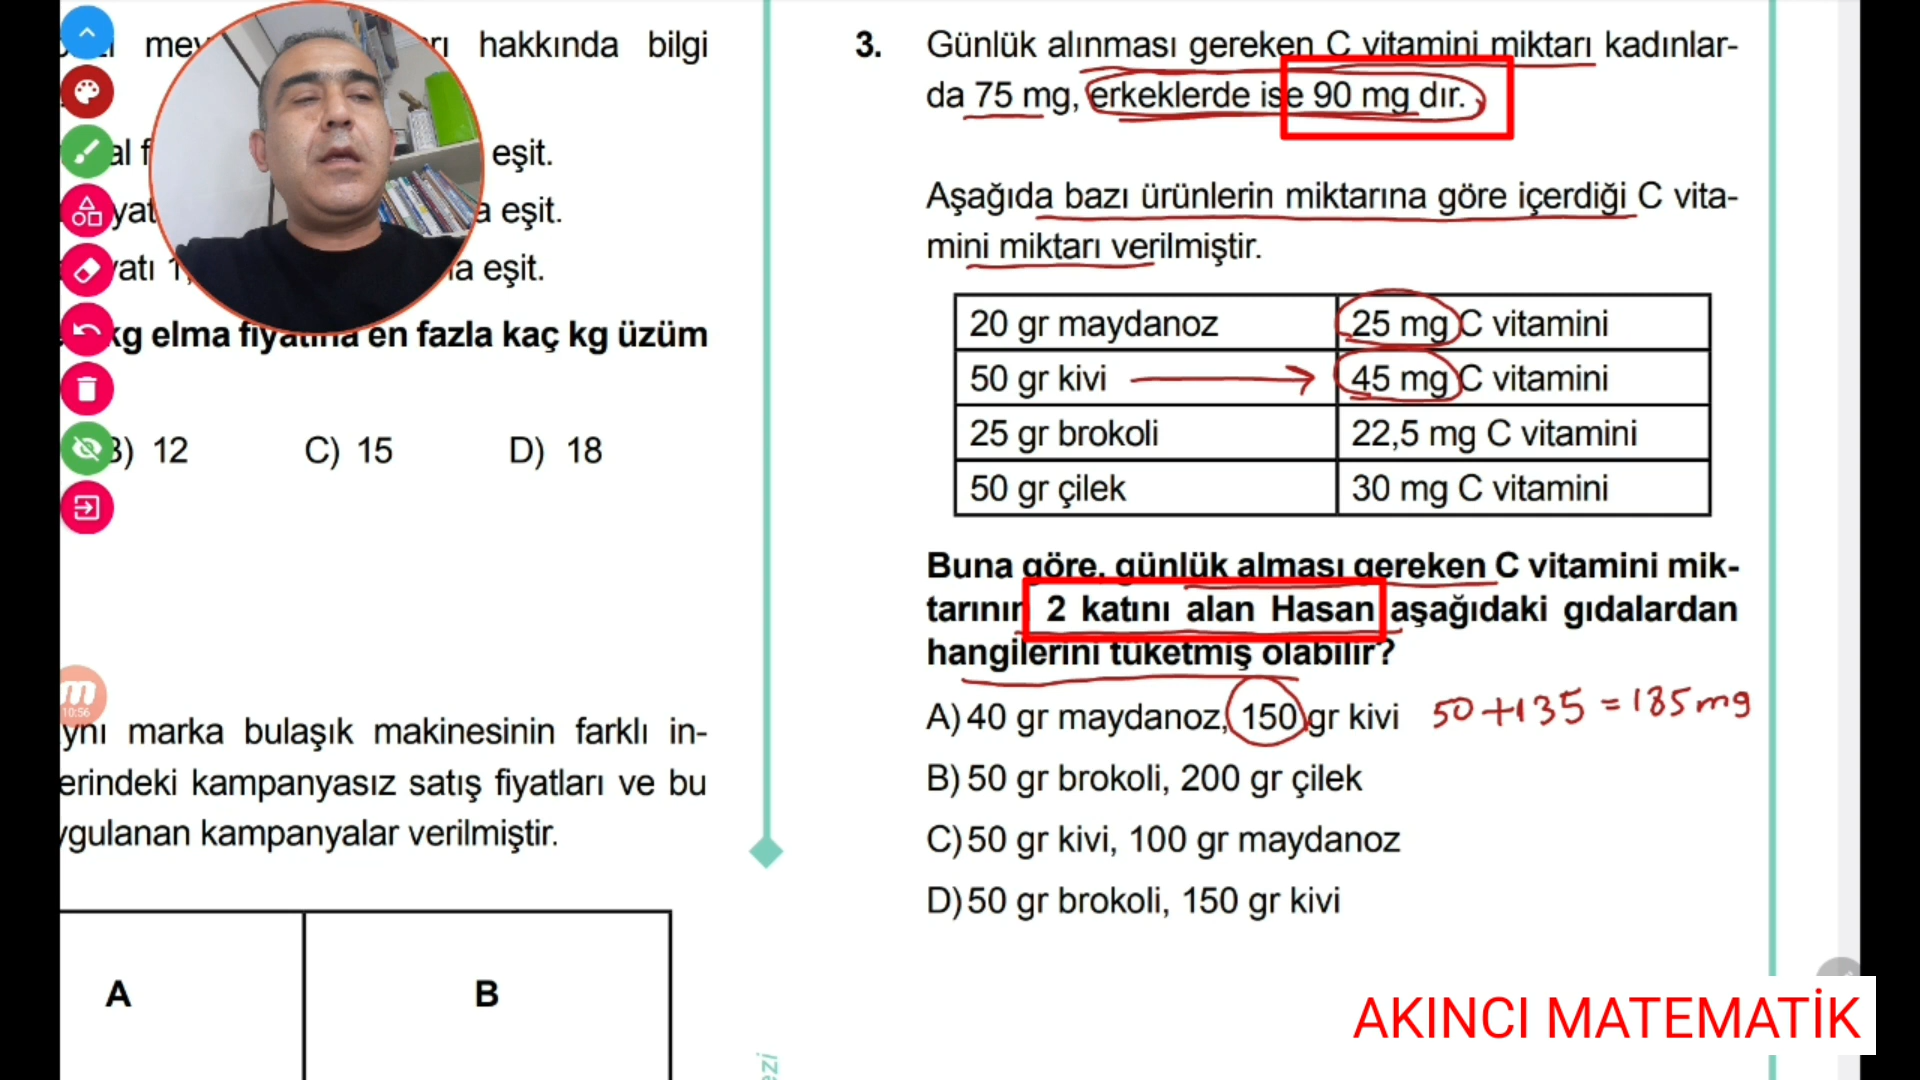 hakkında bilgi
eşit.
a eşit.
yatı 1, a eşit.
kg elma fiyatına en fazla kaç kg üzüm
B) 12 C) 15 D) 18
10:56
ynı marka bulaşık makinesinin farklı in-
erindeki kampanyasız satış fiyatları ve bu
ygulanan kampanyalar verilmiştir.
A B
3. Günlük alınması gereken C vitamini miktarı kadınlar-
da 75 mg, erkeklerde ise 90 mg dır.
Aşağıda bazı ürünlerin miktarına göre içerdiği C vita-
mini miktarı verilmiştir.
20 gr maydanoz 25 mg C vitamini
50 gr kivi 45 mg C vitamini
25 gr brokoli 22,5 mg C vitamini
50 gr çilek 30 mg C vitamini
Buna göre, günlük alması gereken C vitamini mik-
tarının 2 katını alan Hasan aşağıdaki gıdalardan
hangilerini tüketmiş olabilir?
A) 40 gr maydanoz, 150 gr kivi 50+135=185mg
B) 50 gr brokoli, 200 gr çilek
C) 50 gr kivi, 100 gr maydanoz
D) 50 gr brokoli, 150 gr kivi
AKINCI MATEMATİK